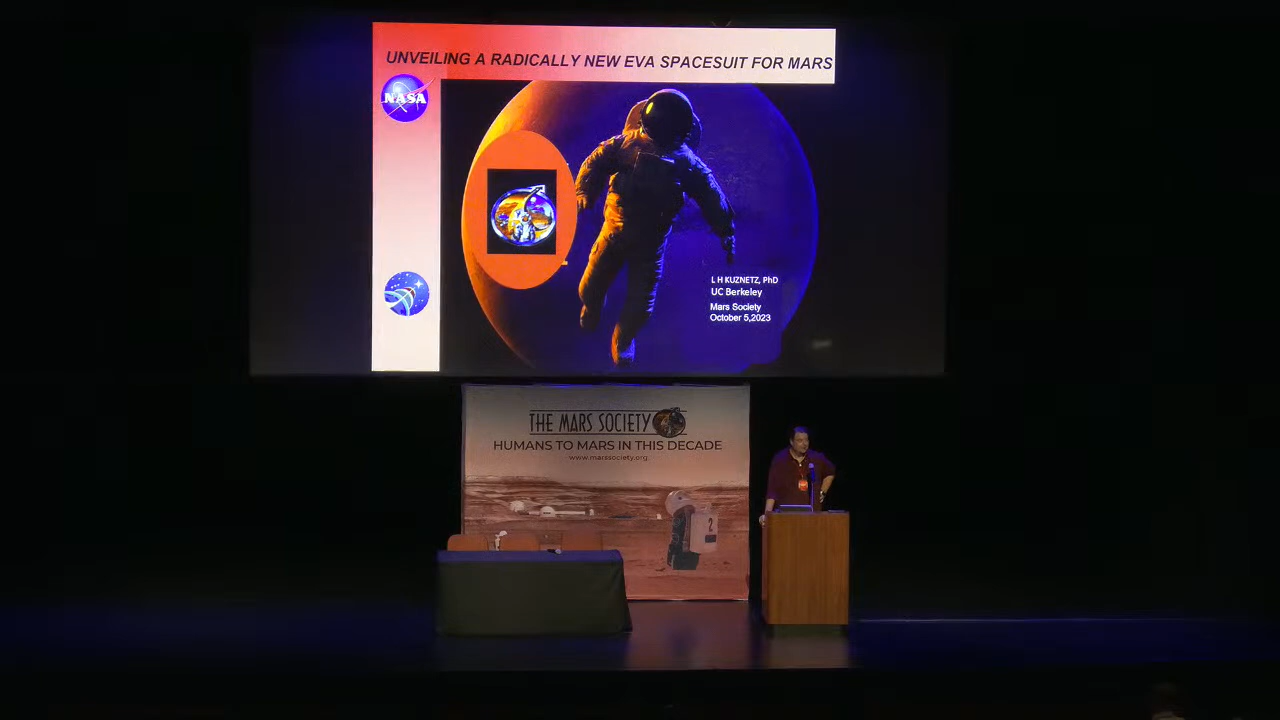 UNVEILING A RADICALLY NEW EVA SPACESUIT FOR MARS
NASA
L H KUZNETZ, PhD
UC Berkeley
Mars Society
October 5,2023
THE MARS SOCIETY
HUMANS TO MARS IN THIS DECADE
www.marssociety.org
2